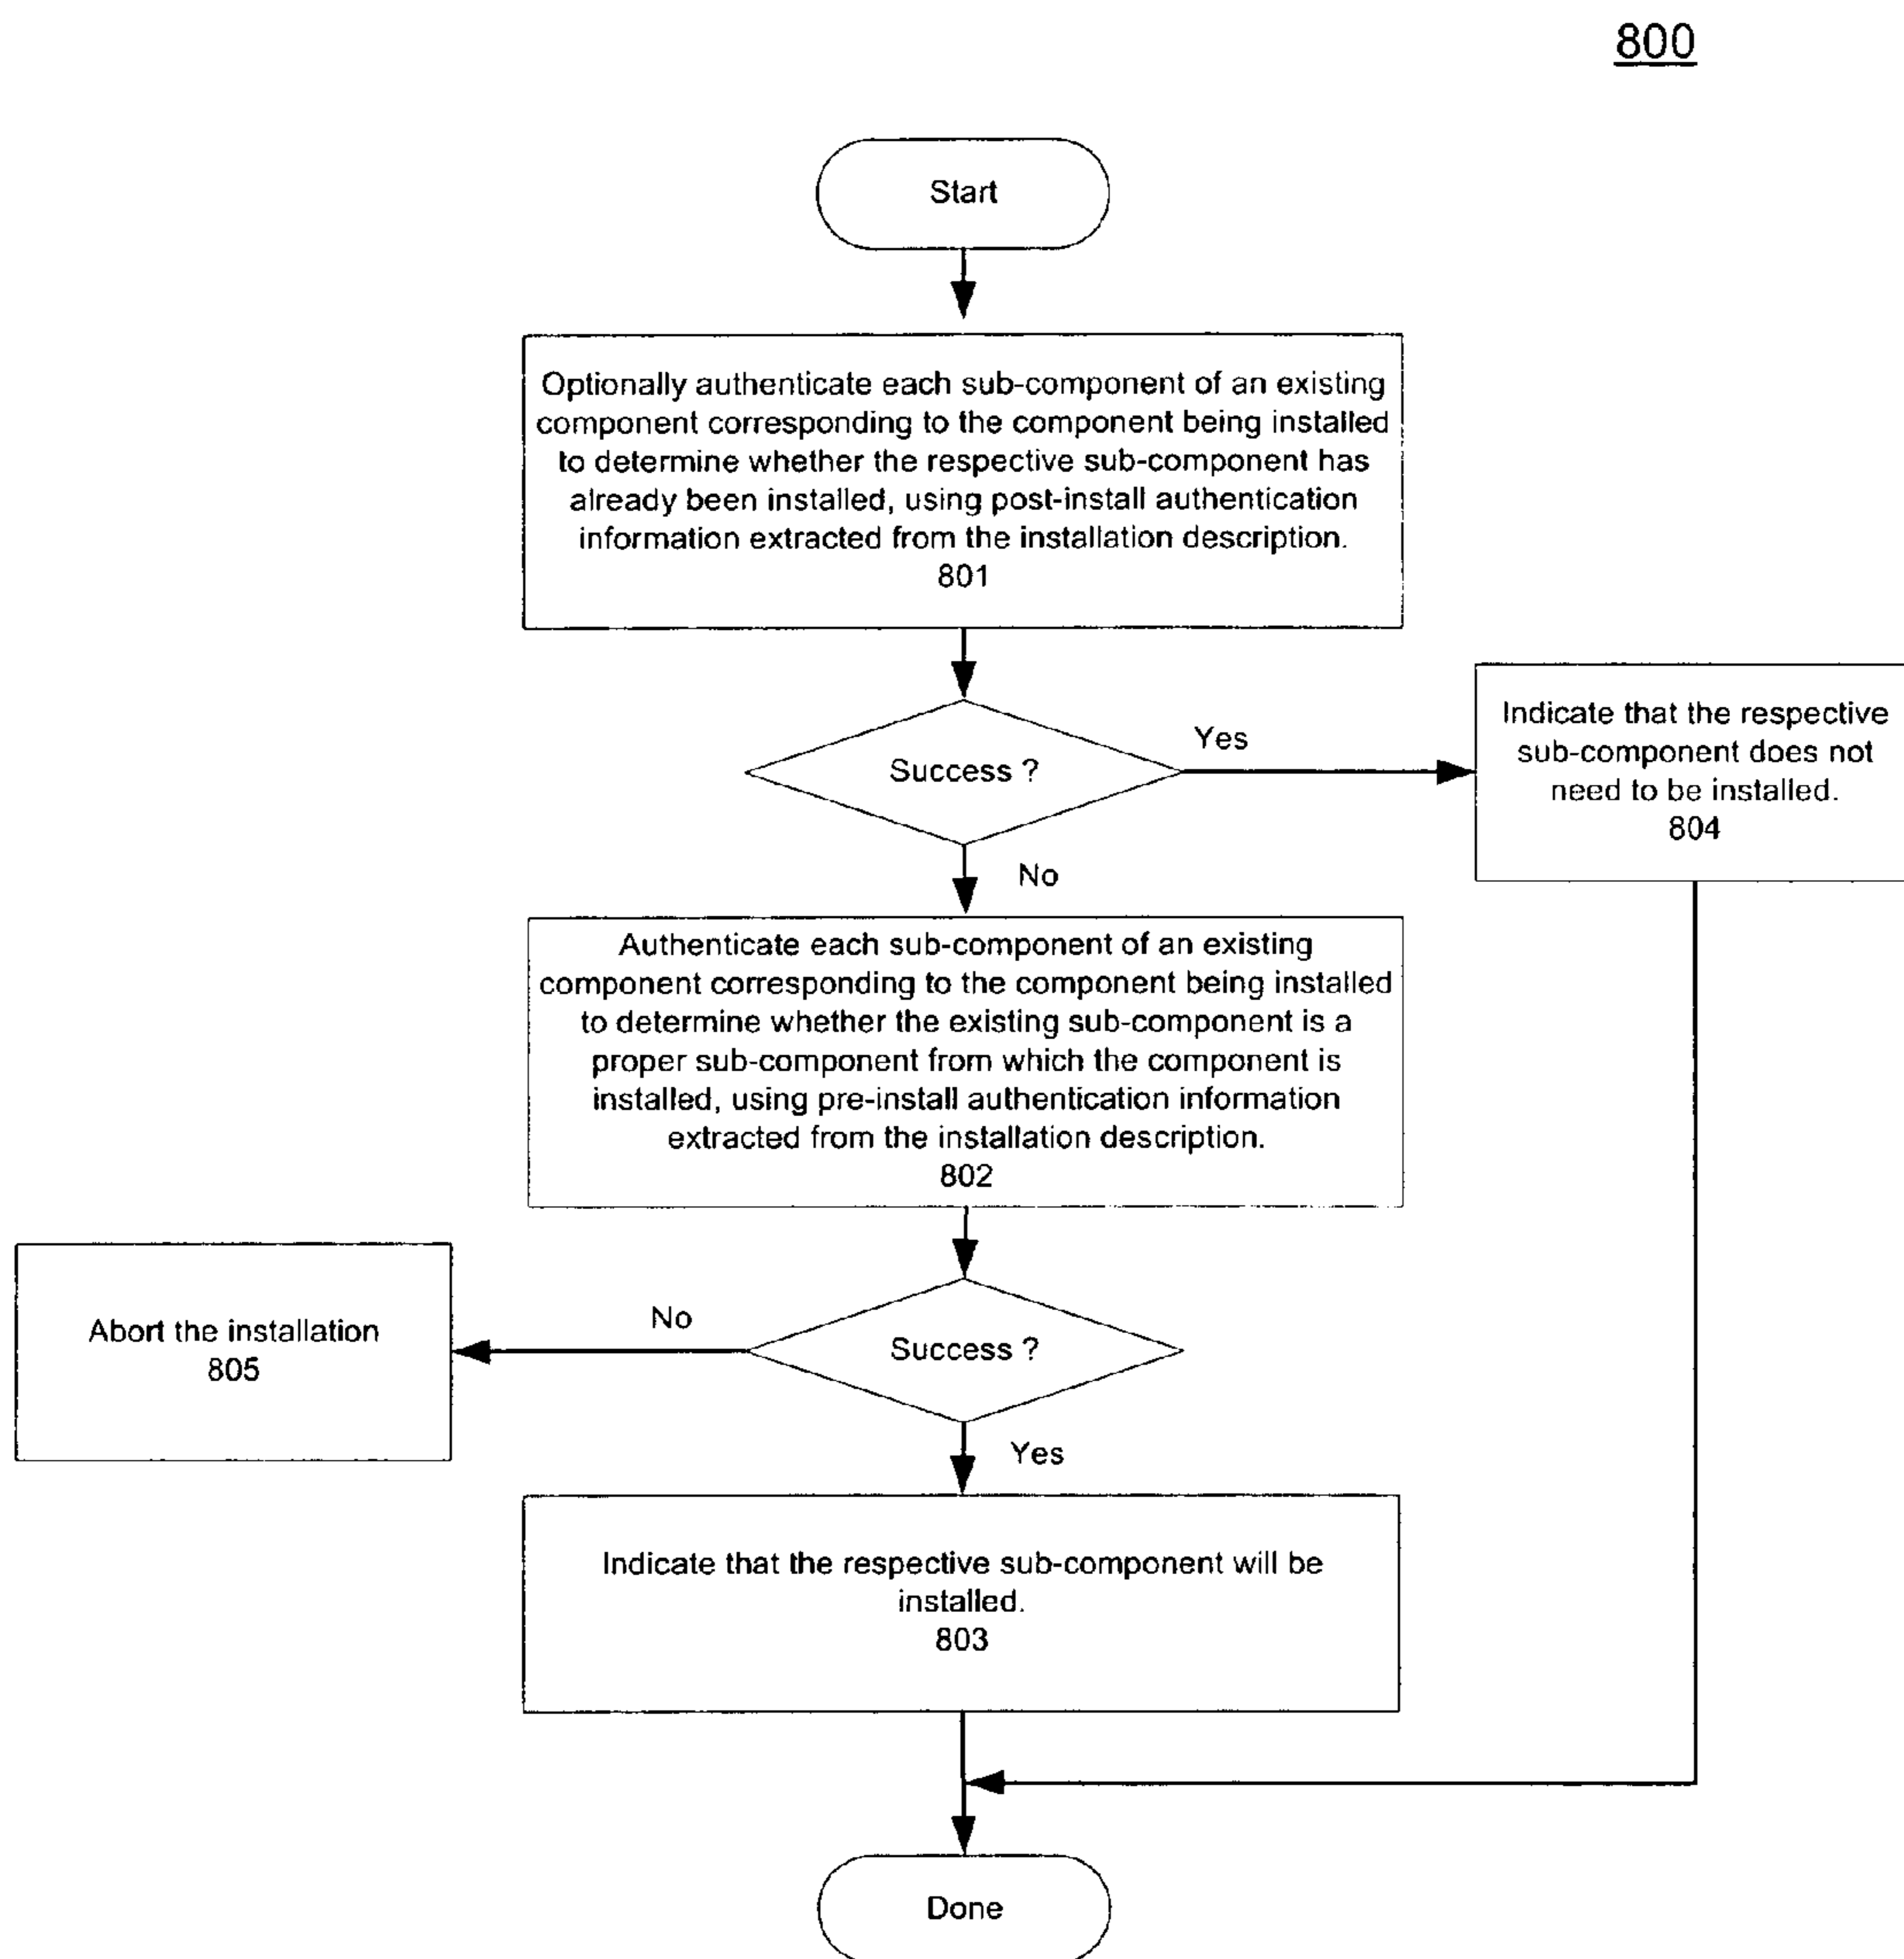 800
Start
Optionally authenticate each sub-component of an existing
component corresponding to the component being installed
to determine whether the respective sub-component has
already been installed, using post-install authentication
information extracted from the installation description.
801
Success ?
Yes
Indicate that the respective
sub-component does not
need to be installed.
804
No
Authenticate each sub-component of an existing
component corresponding to the component being installed
to determine whether the existing sub-component is a
proper sub-component from which the component is
installed, using pre-install authentication information
extracted from the installation description.
802
Abort the installation
805
No
Success ?
Yes
Indicate that the respective sub-component will be
installed.
803
Done